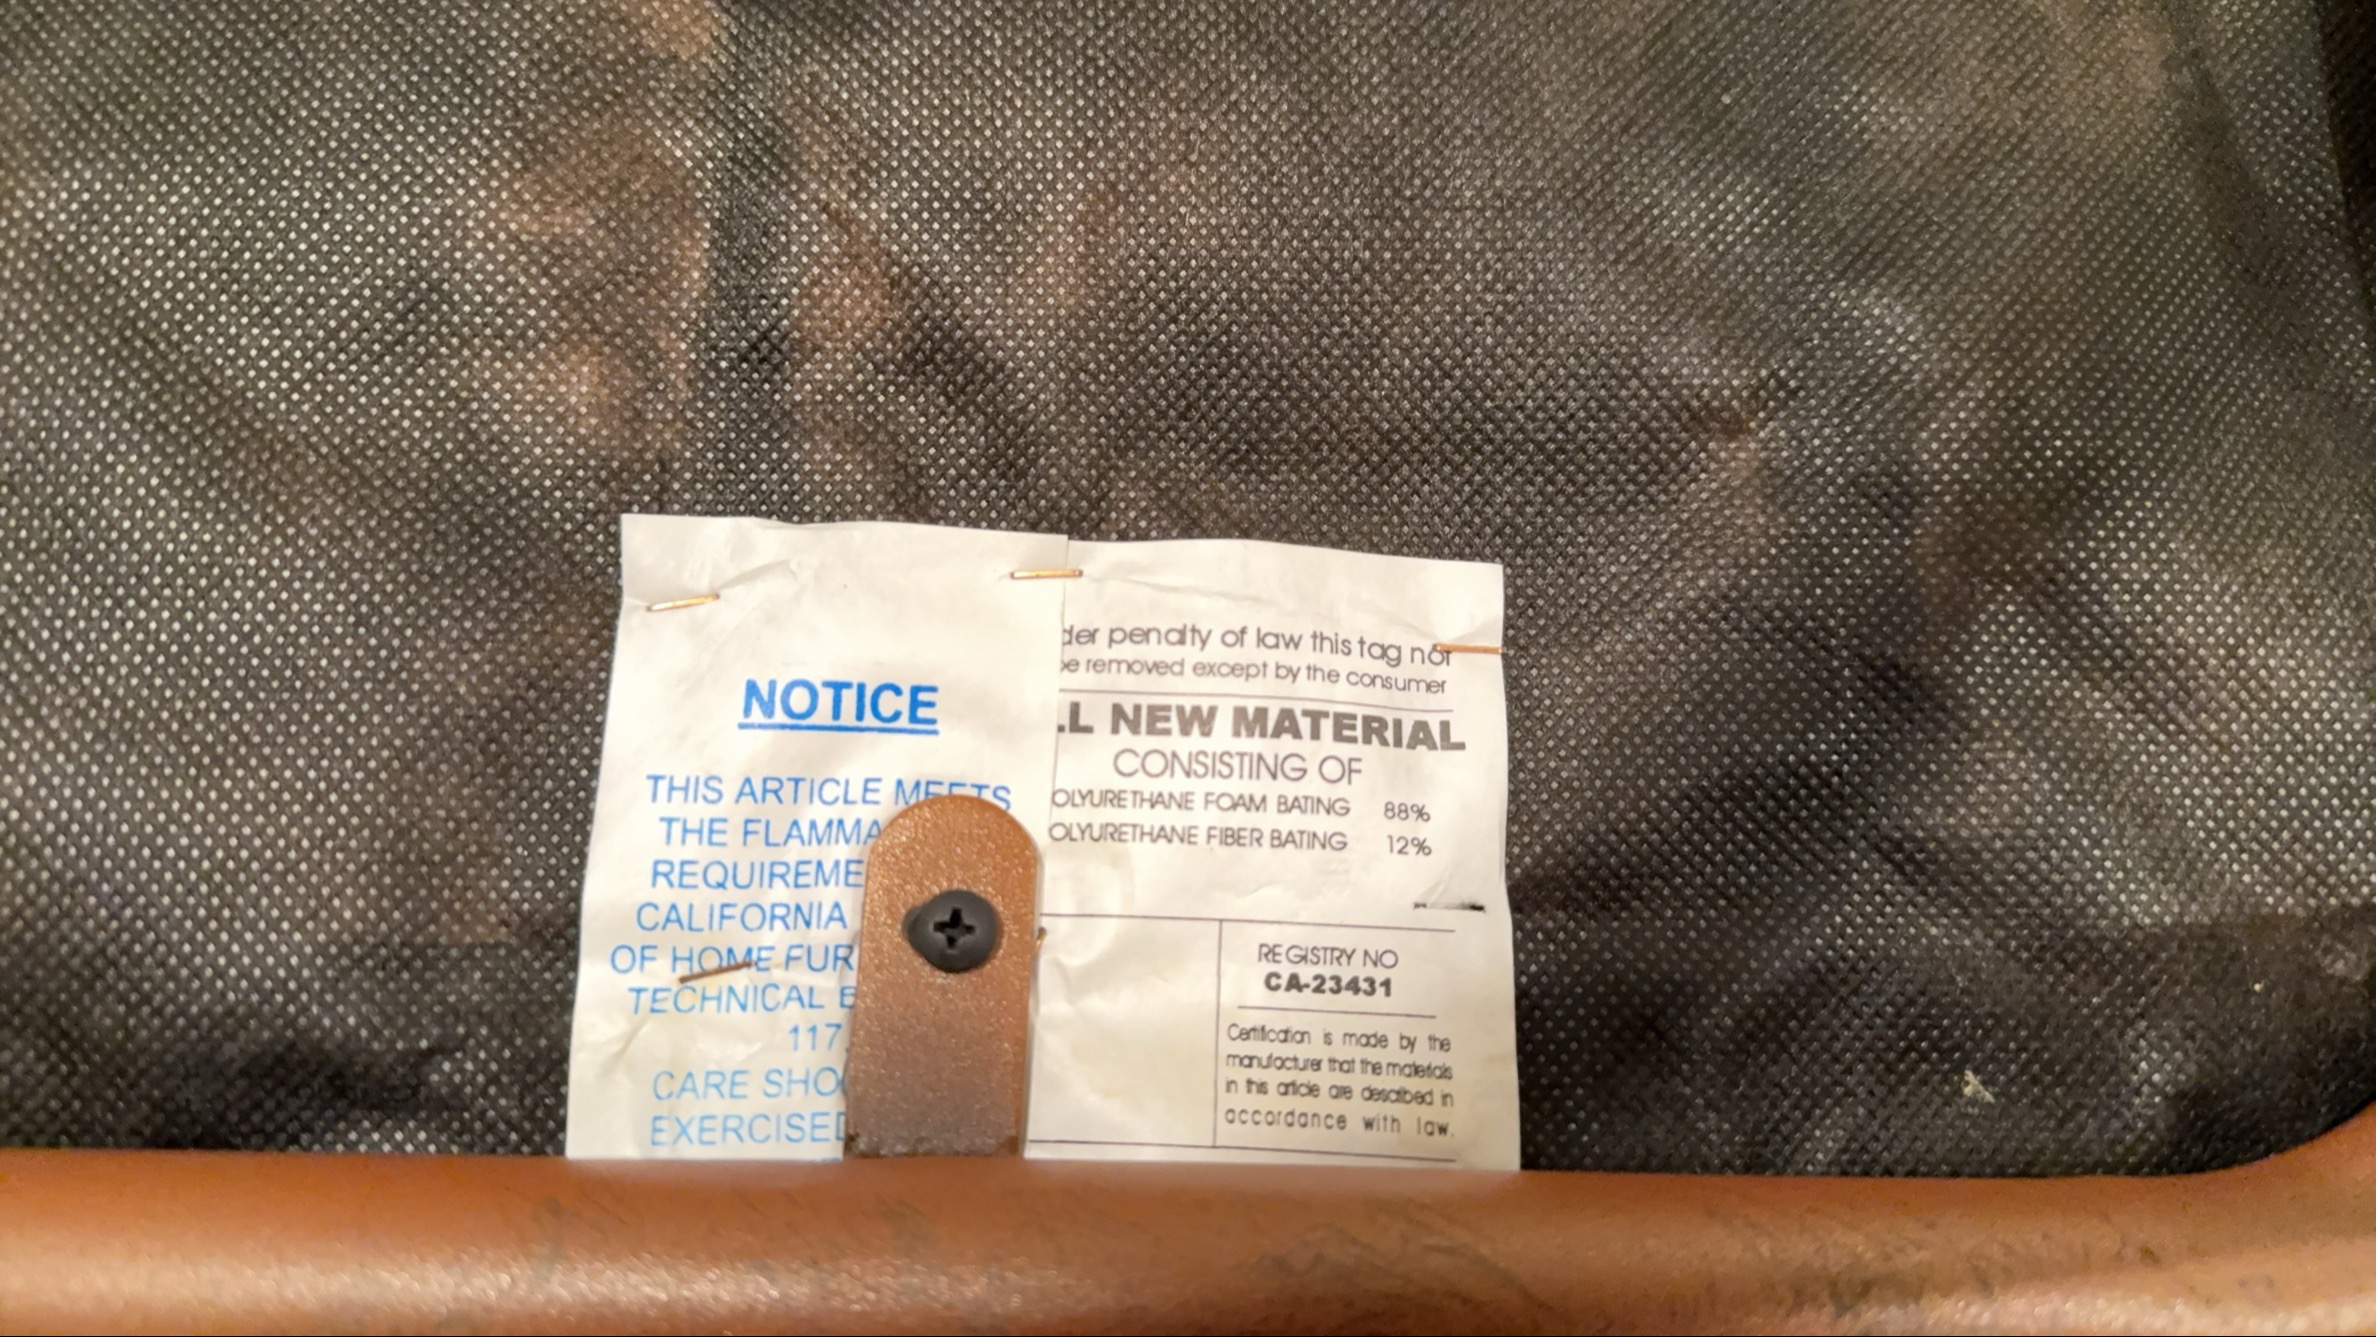 NOTICE
THIS ARTICLE MEETS
THE FLAMMA
REQUIREME
CALIFORNIA
OF HOME FUR
TECHNICAL B
117
CARE SHO
EXERCISED
der penalty of law this tag not
be removed except by the consumer
LL NEW MATERIAL
CONSISTING OF
OLYURETHANE FOAM BATING 88%
OLYURETHANE FIBER BATING 12%
REGISTRY NO
CA-23431
Certification is made by the
manufacturer that the materials
in this article are described in
accordance with law.